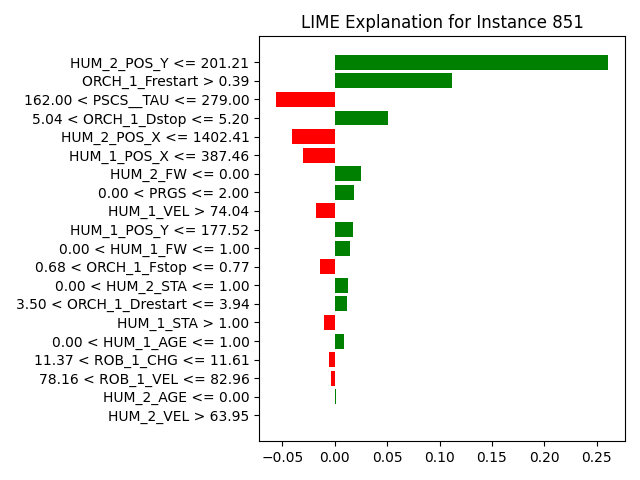 LIME Explanation for Instance 851
HUM_2_POS_Y <= 201.21
ORCH_1_Frestart > 0.39
162.00 < PSCS__TAU <= 279.00
5.04 < ORCH_1_Dstop <= 5.20
HUM_2_POS_X <= 1402.41
HUM_1_POS_X <= 387.46
HUM_2_FW <= 0.00
0.00 < PRGS <= 2.00
HUM_1_VEL > 74.04
HUM_1_POS_Y <= 177.52
0.00 < HUM_1_FW <= 1.00
0.68 < ORCH_1_Fstop <= 0.77
0.00 < HUM_2_STA <= 1.00
3.50 < ORCH_1_Drestart <= 3.94
HUM_1_STA > 1.00
0.00 < HUM_1_AGE <= 1.00
11.37 < ROB_1_CHG <= 11.61
78.16 < ROB_1_VEL <= 82.96
HUM_2_AGE <= 0.00
HUM_2_VEL > 63.95
−0.05 0.00 0.05 0.10 0.15 0.20 0.25